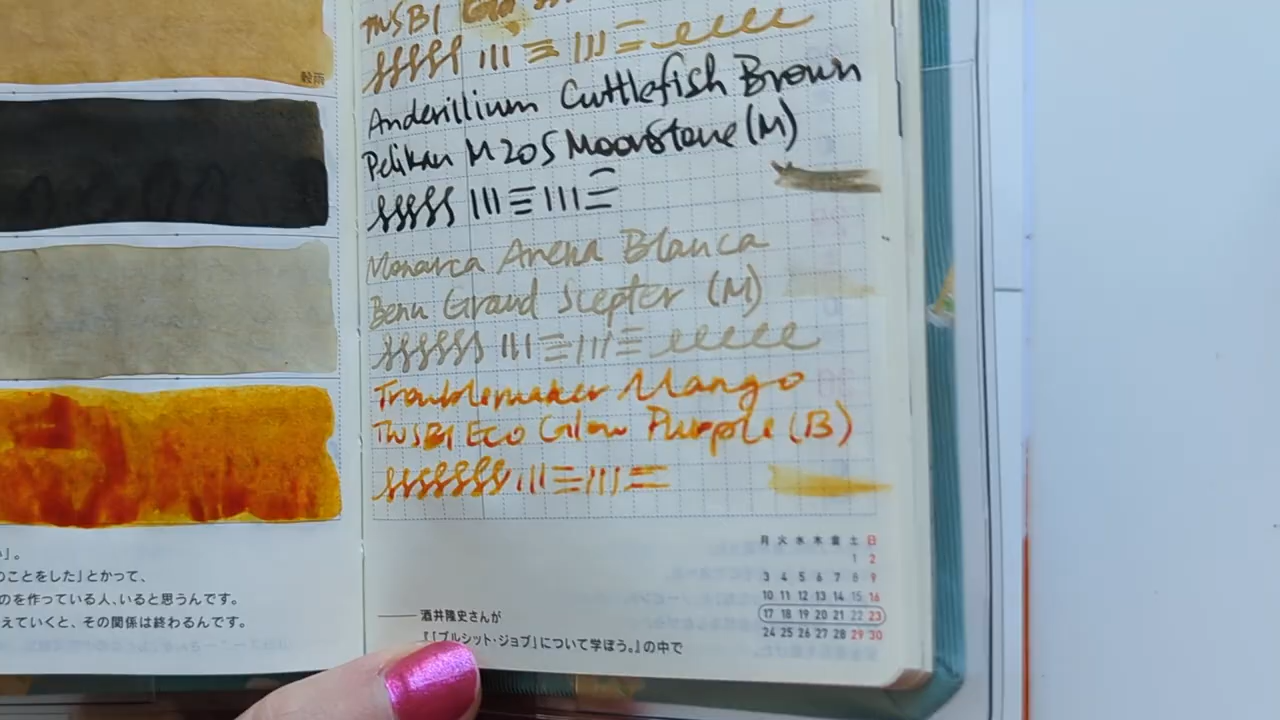 TWSBI
穀雨
Anderillium Cuttlefish Brown
Pelikan M205 Moonstone (M)
Monarca Arena Blanca
Benu Grand Scepter (M)
Troublemaker Mango
TWSBI Eco Glow Purple (B)
い」。
のことをした」とかって、
のを作っている人、いると思うんです。
えていくと、その関係は終わるんです。
月 火 水 木 金 土 日
1 2
3 4 5 6 7 8 9
10 11 12 13 14 15 16
17 18 19 20 21 22 23
24 25 26 27 28 29 30
酒井隆史さんが
『「ブルシット・ジョブ」について学ぼう。』の中で